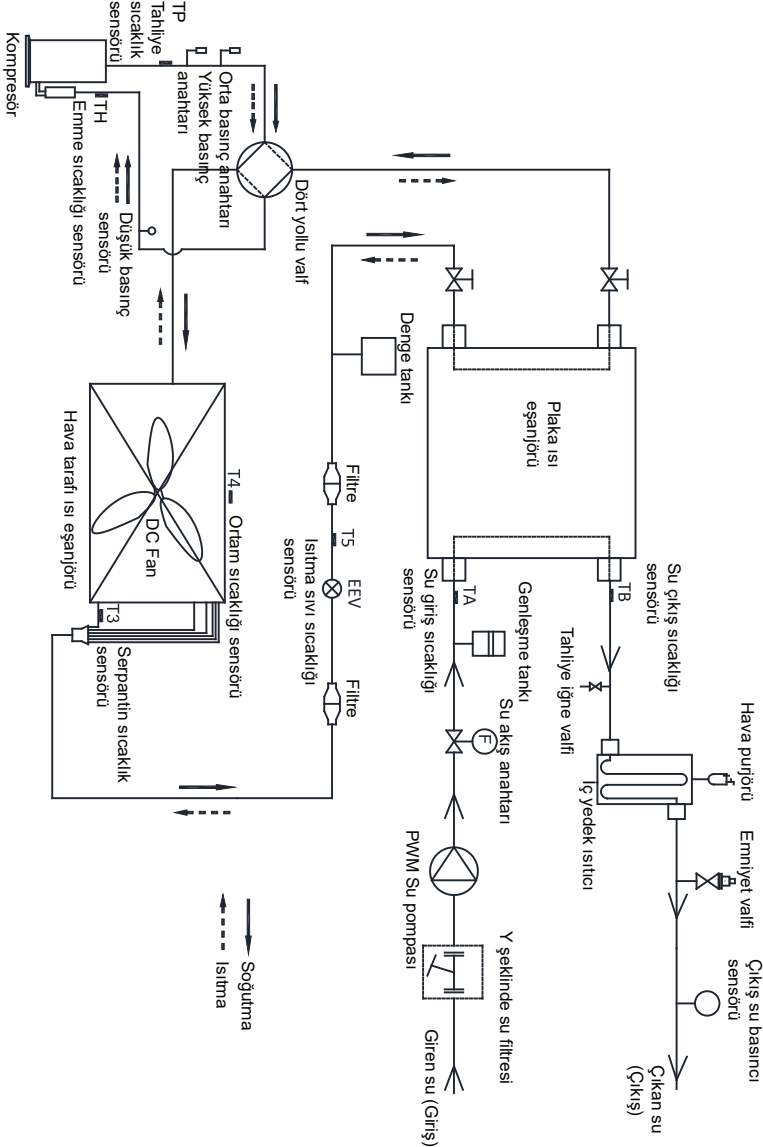 Kompresör
TP
Tahliye
sıcaklık
sensörü
TH
Emme sıcaklığı sensörü
Düşük basınç
sensörü
Orta basınç anahtarı
Yüksek basınç
anahtarı
Dört yollu valf
Denge tankı
Plaka ısı
eşanjörü
T4
Ortam sıcaklığı sensörü
DC Fan
Hava tarafı ısı eşanjörü
T3
Serpantin sıcaklık
sensörü
Filtre
T5
Isıtma sıvı sıcaklığı
sensörü
EEV
Filtre
TA
Su giriş sıcaklığı
sensörü
TB
Su çıkış sıcaklığı
sensörü
Genleşme tankı
Tahliye iğne valfi
F
Su akış anahtarı
Hava purjörü
İç yedek ısıtıcı
PWM Su pompası
Emniyet valfi
Y şeklinde su filtresi
Çıkış su basıncı
sensörü
Giren su (Giriş)
Çıkan su
(Çıkış)
Soğutma
Isıtma